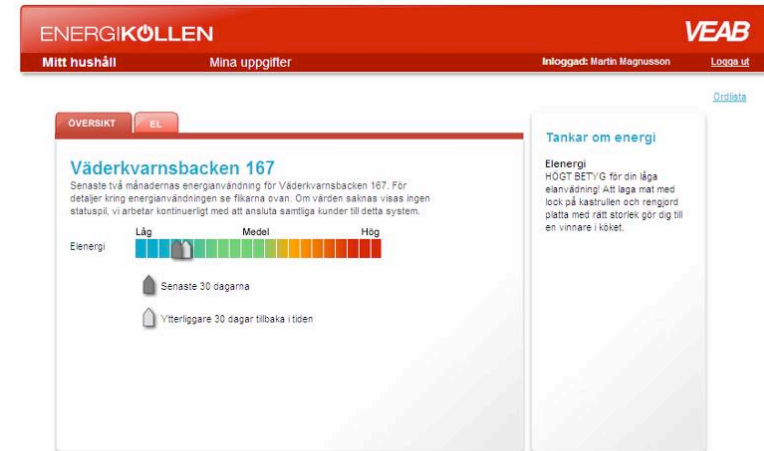 ENERGIKOLLEN
VEAB
Mitt hushåll
Mina uppgifter
Inloggad: Martin Magnusson
Logga ut
Ordlista
ÖVERSIKT
EL
Väderkvarnsbacken 167
Senaste två månadernas energianvändning för Väderkvarnsbacken 167. För
detaljer kring energianvändningen se flikarna ovan. Om värden saknas visas ingen
statuspil, vi arbetar kontinuerligt med att ansluta samtliga kunder till detta system.
Låg
Medel
Hög
Elenergi
Senaste 30 dagarna
Ytterliggare 30 dagar tillbaka i tiden
Tankar om energi
Elenergi
HÖGT BETYG för din låga
elanvädning! Att laga mat med
lock på kastrullen och rengjord
platta med rätt storlek gör dig till
en vinnare i köket.